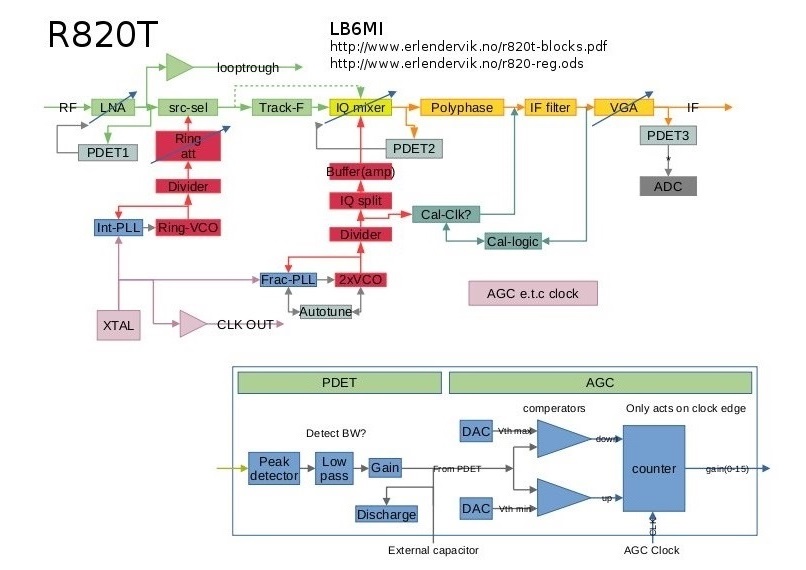 R820T
LB6MI
http://www.erlendervik.no/r820t-blocks.pdf
http://www.erlendervik.no/r820-reg.ods
looptrough
RF
LNA
src-sel
Track-F
IQ mixer
Polyphase
IF filter
VGA
IF
PDET1
Ring
att
PDET2
PDET3
*
ADC
Buffer(amp)
Divider
IQ split
Int-PLL
Ring-VCO
Cal-Clk?
Divider
Cal-logic
Frac-PLL
2xVCO
AGC e.t.c clock
Autotune
XTAL
CLK OUT
PDET
AGC
comperators
Only acts on clock edge
Detect BW?
DAC
Vth max
down
Peak
detector
Low
pass
Gain
From PDET
counter
gain(0-15)
up
DAC
Vth min
Discharge
CLK
External capacitor
AGC Clock